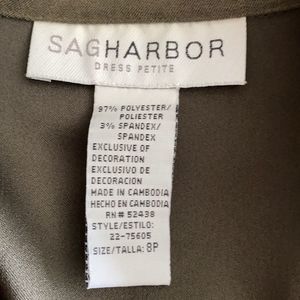 SAGHARBOR
DRESS PETITE
97% POLYESTER/
POLIESTER
3% SPANDEX/
SPANDEX
EXCLUSIVE OF
DECORATION
EXCLUSIVO DE
DECORACION
MADE IN CAMBODIA
HECHO EN CAMBODIA
RN# 52438
STYLE/ESTILO:
22-75605
SIZE/TALLA: 8P